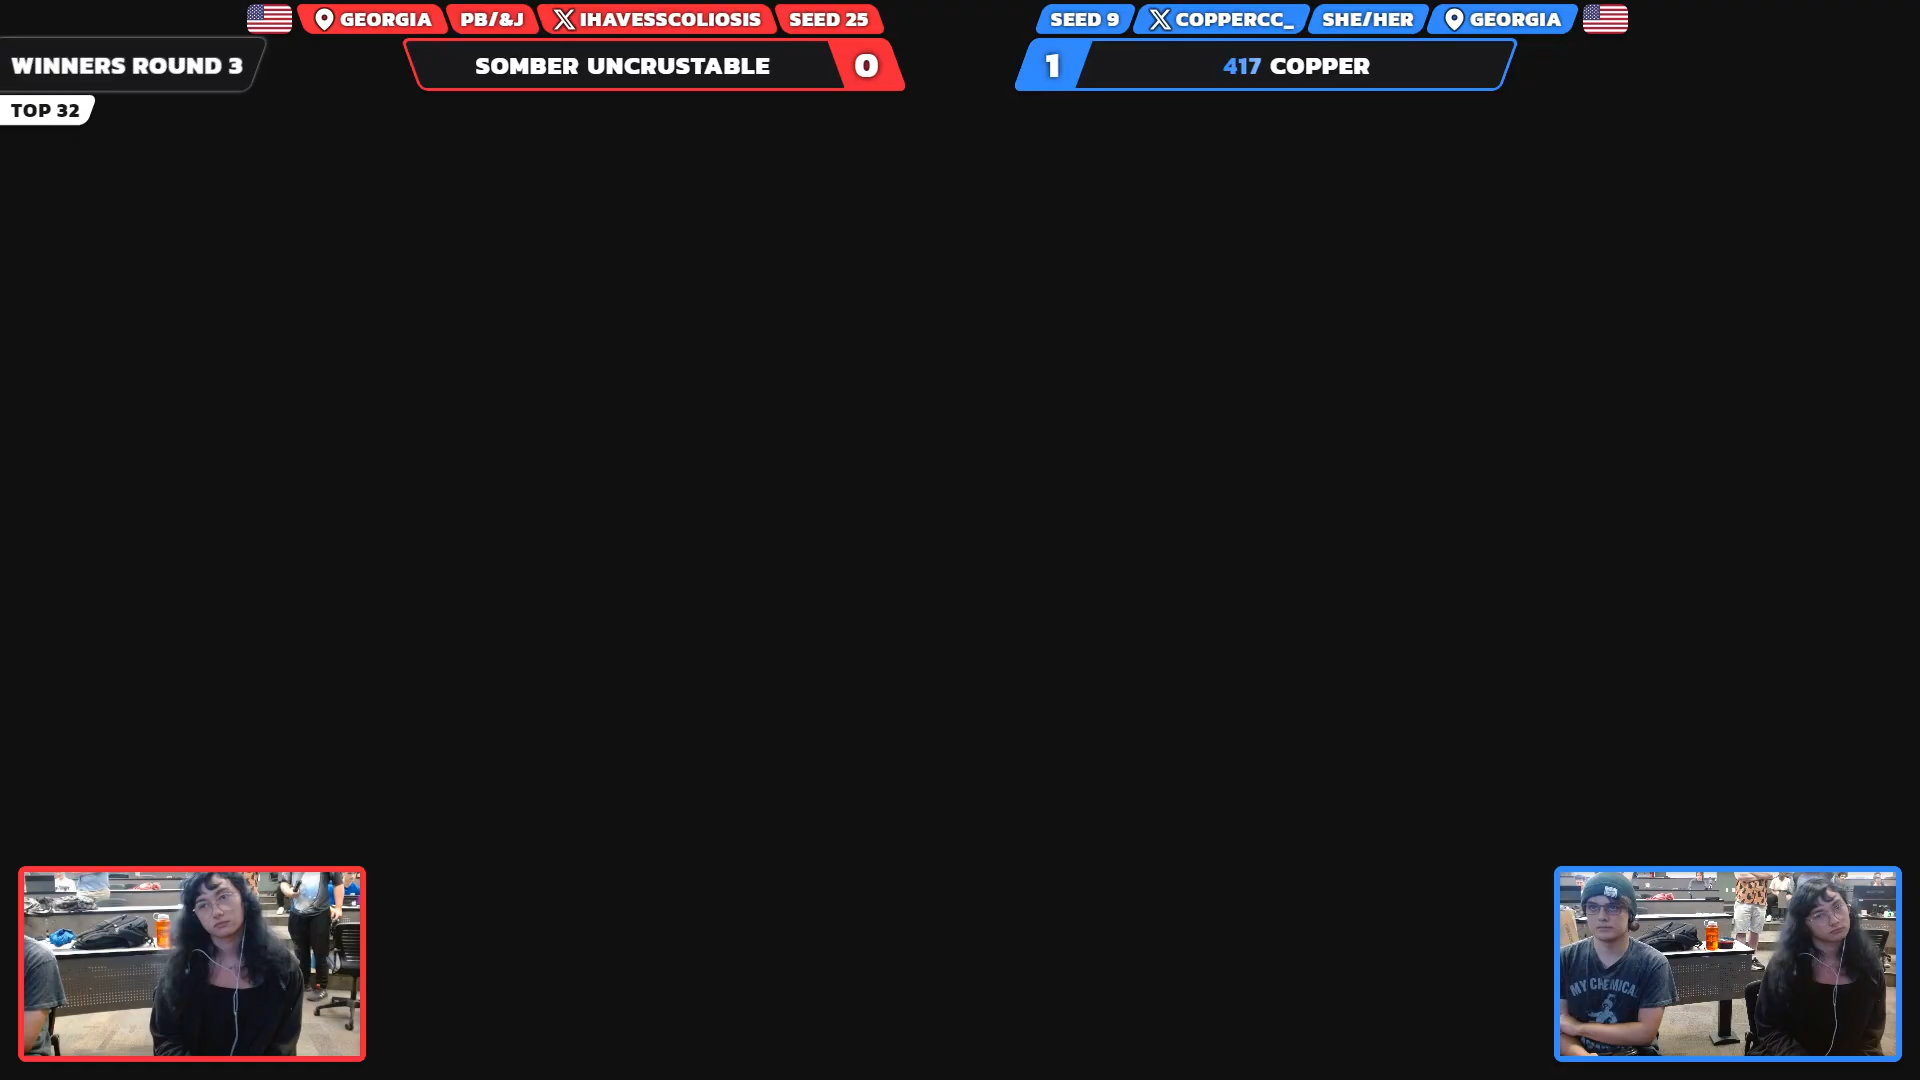 GEORGIA PB/&J IHAVESSCOLIOSIS SEED 25
SEED 9 COPPERCC_ SHE/HER GEORGIA
WINNERS ROUND 3
SOMBER UNCRUSTABLE 0
1 417 COPPER
TOP 32
MY CHEMICAL